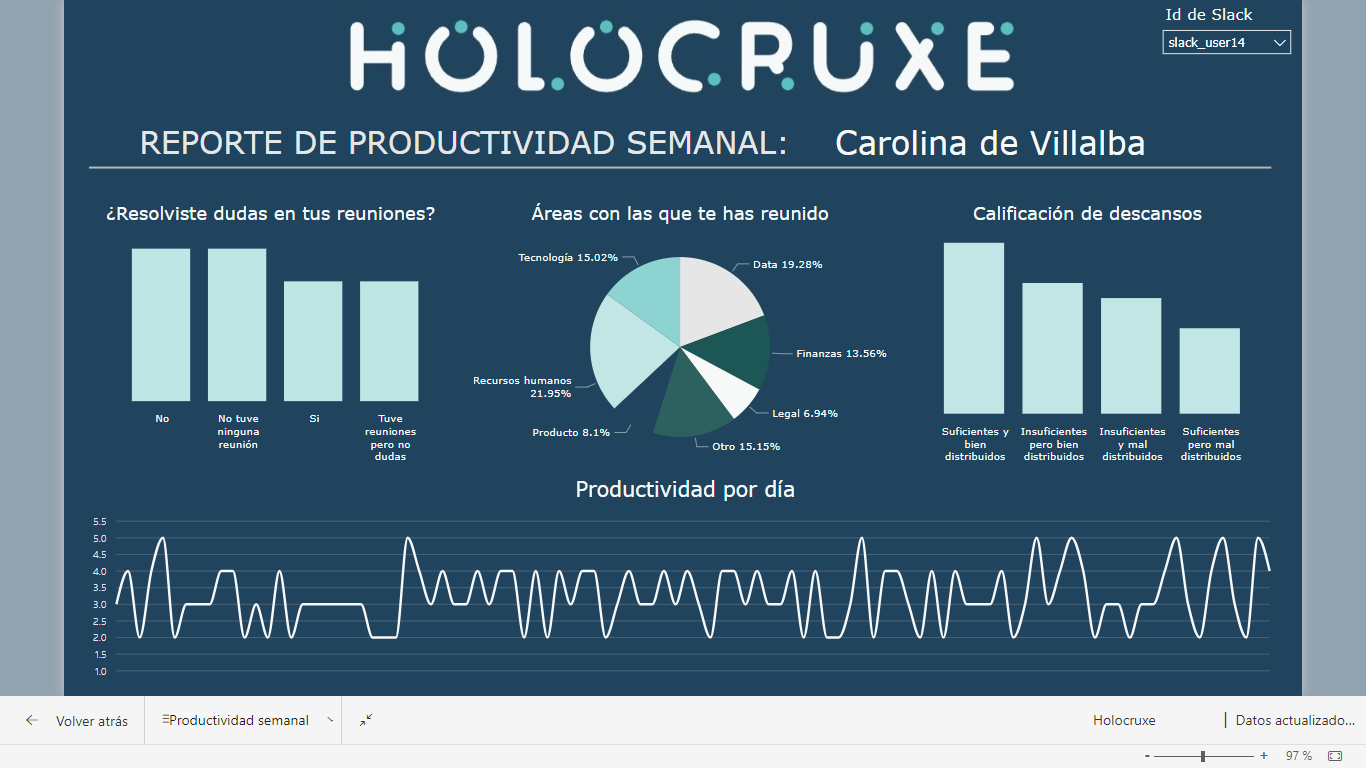 Id de Slack
slack_user14
HOLOCRUXE
REPORTE DE PRODUCTIVIDAD SEMANAL: Carolina de Villalba
¿Resolviste dudas en tus reuniones?
No
No tuve
ninguna
reunión
Si
Tuve
reuniones
pero no
dudas
Áreas con las que te has reunido
Tecnología 15.02%
Data 19.28%
Finanzas 13.56%
Recursos humanos
21.95%
Legal 6.94%
Producto 8.1%
Otro 15.15%
Calificación de descansos
Suficientes y
bien
distribuidos
Insuficientes
pero bien
distribuidos
Insuficientes
y mal
distribuidos
Suficientes
pero mal
distribuidos
Productividad por día
5.5
5.0
4.5
4.0
3.5
3.0
2.5
2.0
1.5
1.0
Volver atrás
Productividad semanal
Holocruxe
Datos actualizado...
- + 97 %